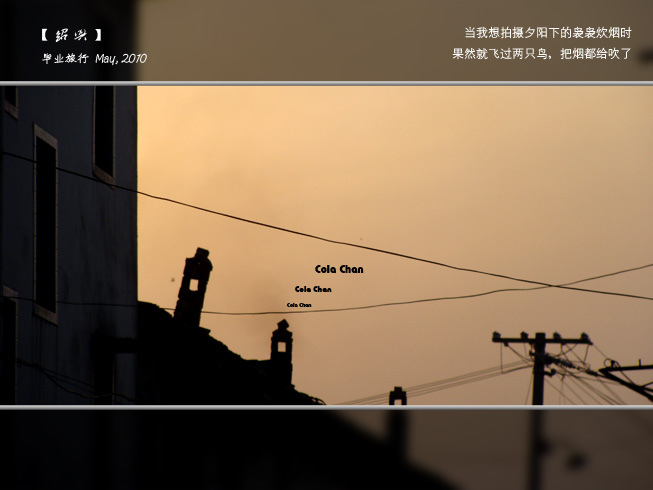 【绍兴】
毕业旅行 May, 2010
当我想拍摄夕阳下的袅袅炊烟时
果然就飞过两只鸟，把烟都给吹了
Cola Chan
Cola Chan
Cola Chan